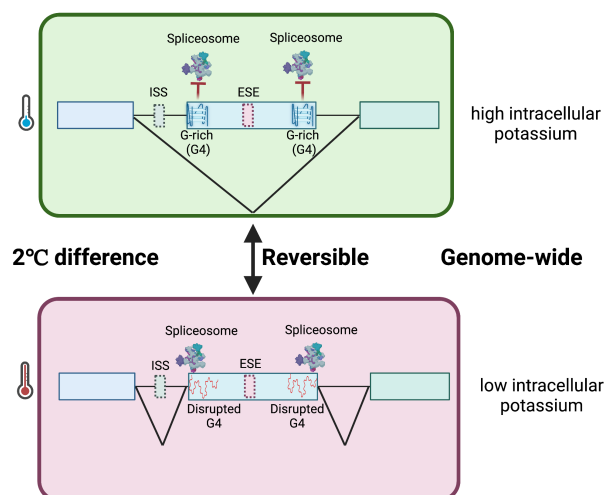 Spliceosome Spliceosome
ISS ESE
G-rich G-rich
(G4) (G4)
high intracellular
potassium
2℃ difference Reversible Genome-wide
Spliceosome Spliceosome
ISS ESE
Disrupted Disrupted
G4 G4
low intracellular
potassium